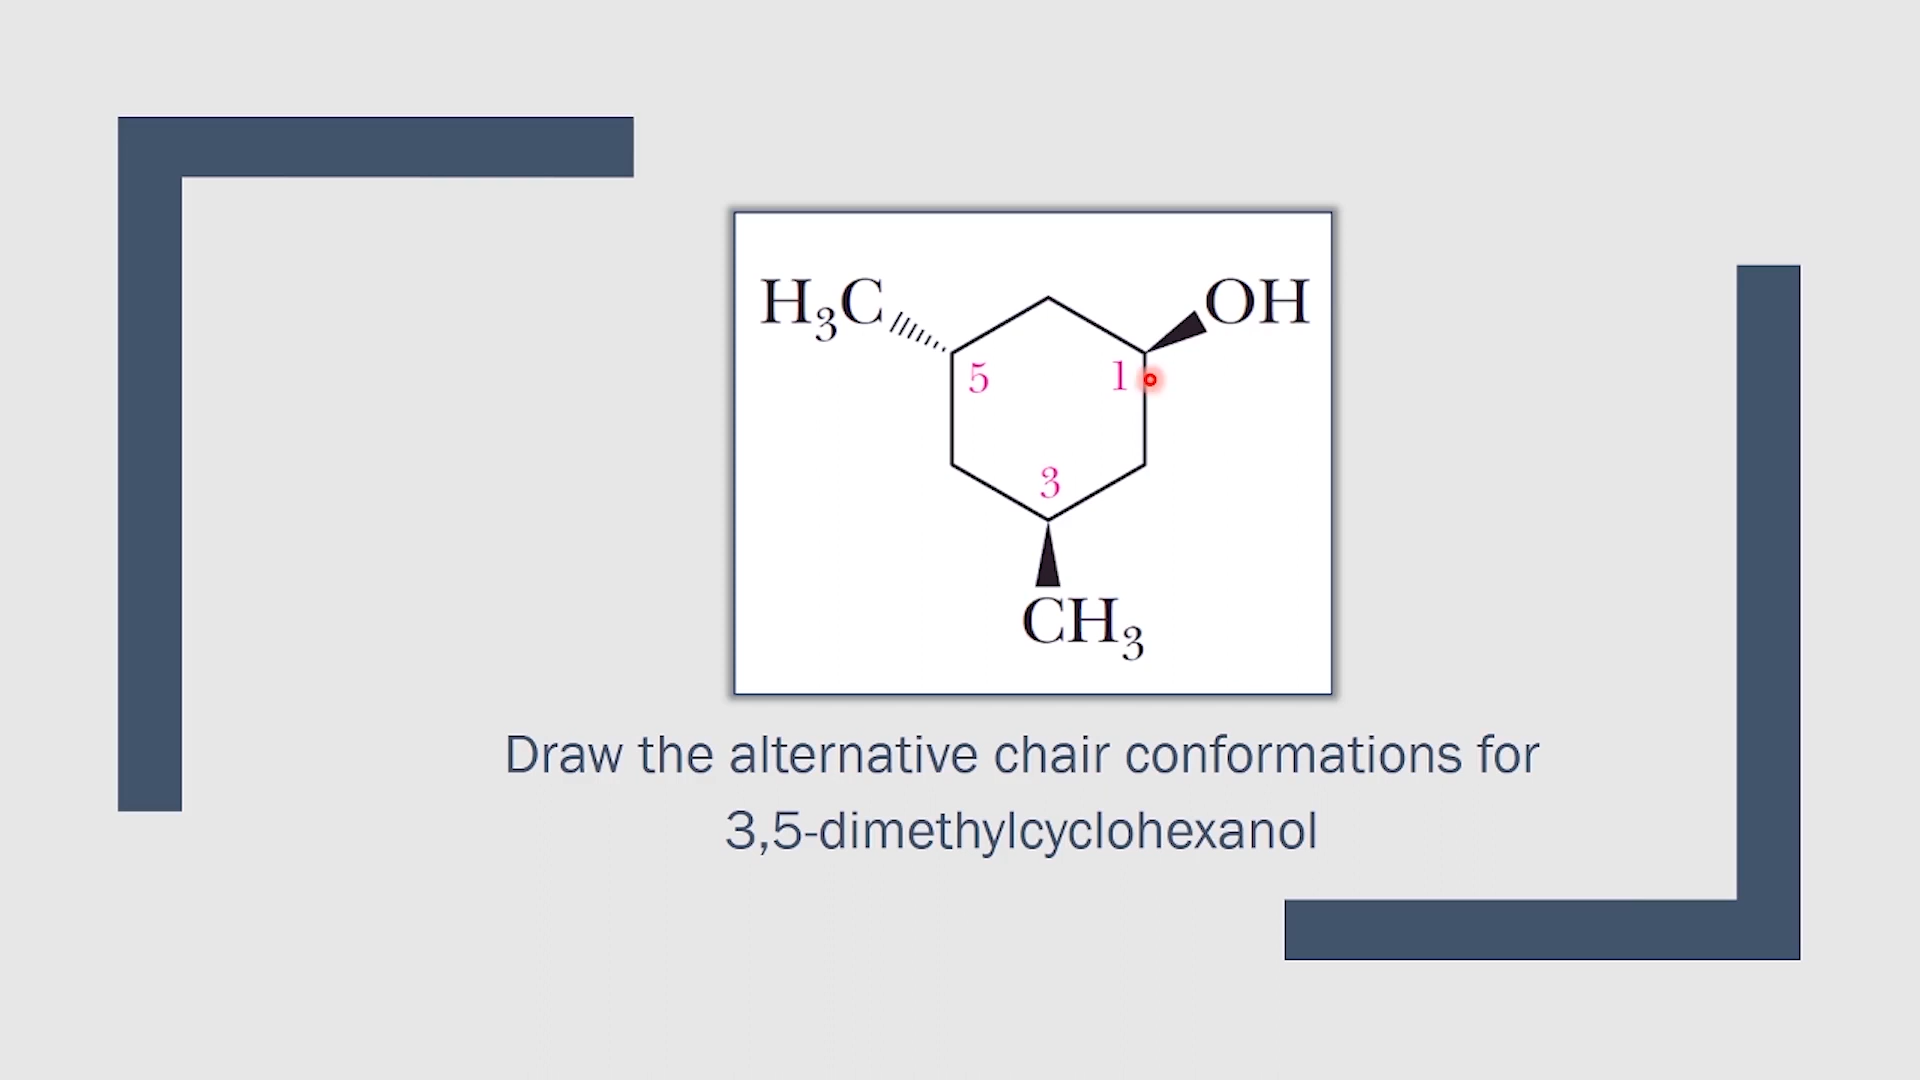 H₃C OH
5 1
3
CH₃
Draw the alternative chair conformations for
3,5-dimethylcyclohexanol